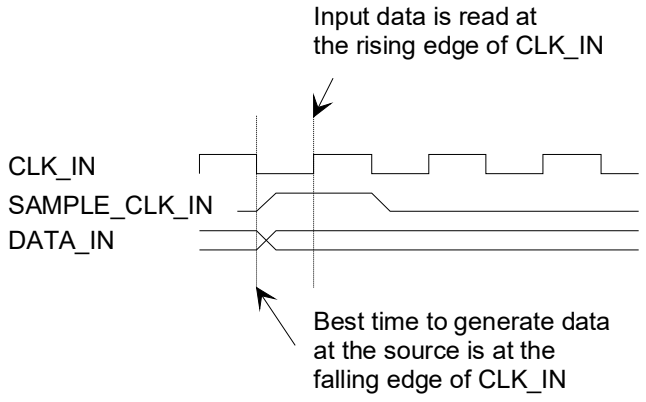 Input data is read at
the rising edge of CLK_IN
CLK_IN
SAMPLE_CLK_IN
DATA_IN
Best time to generate data
at the source is at the
falling edge of CLK_IN